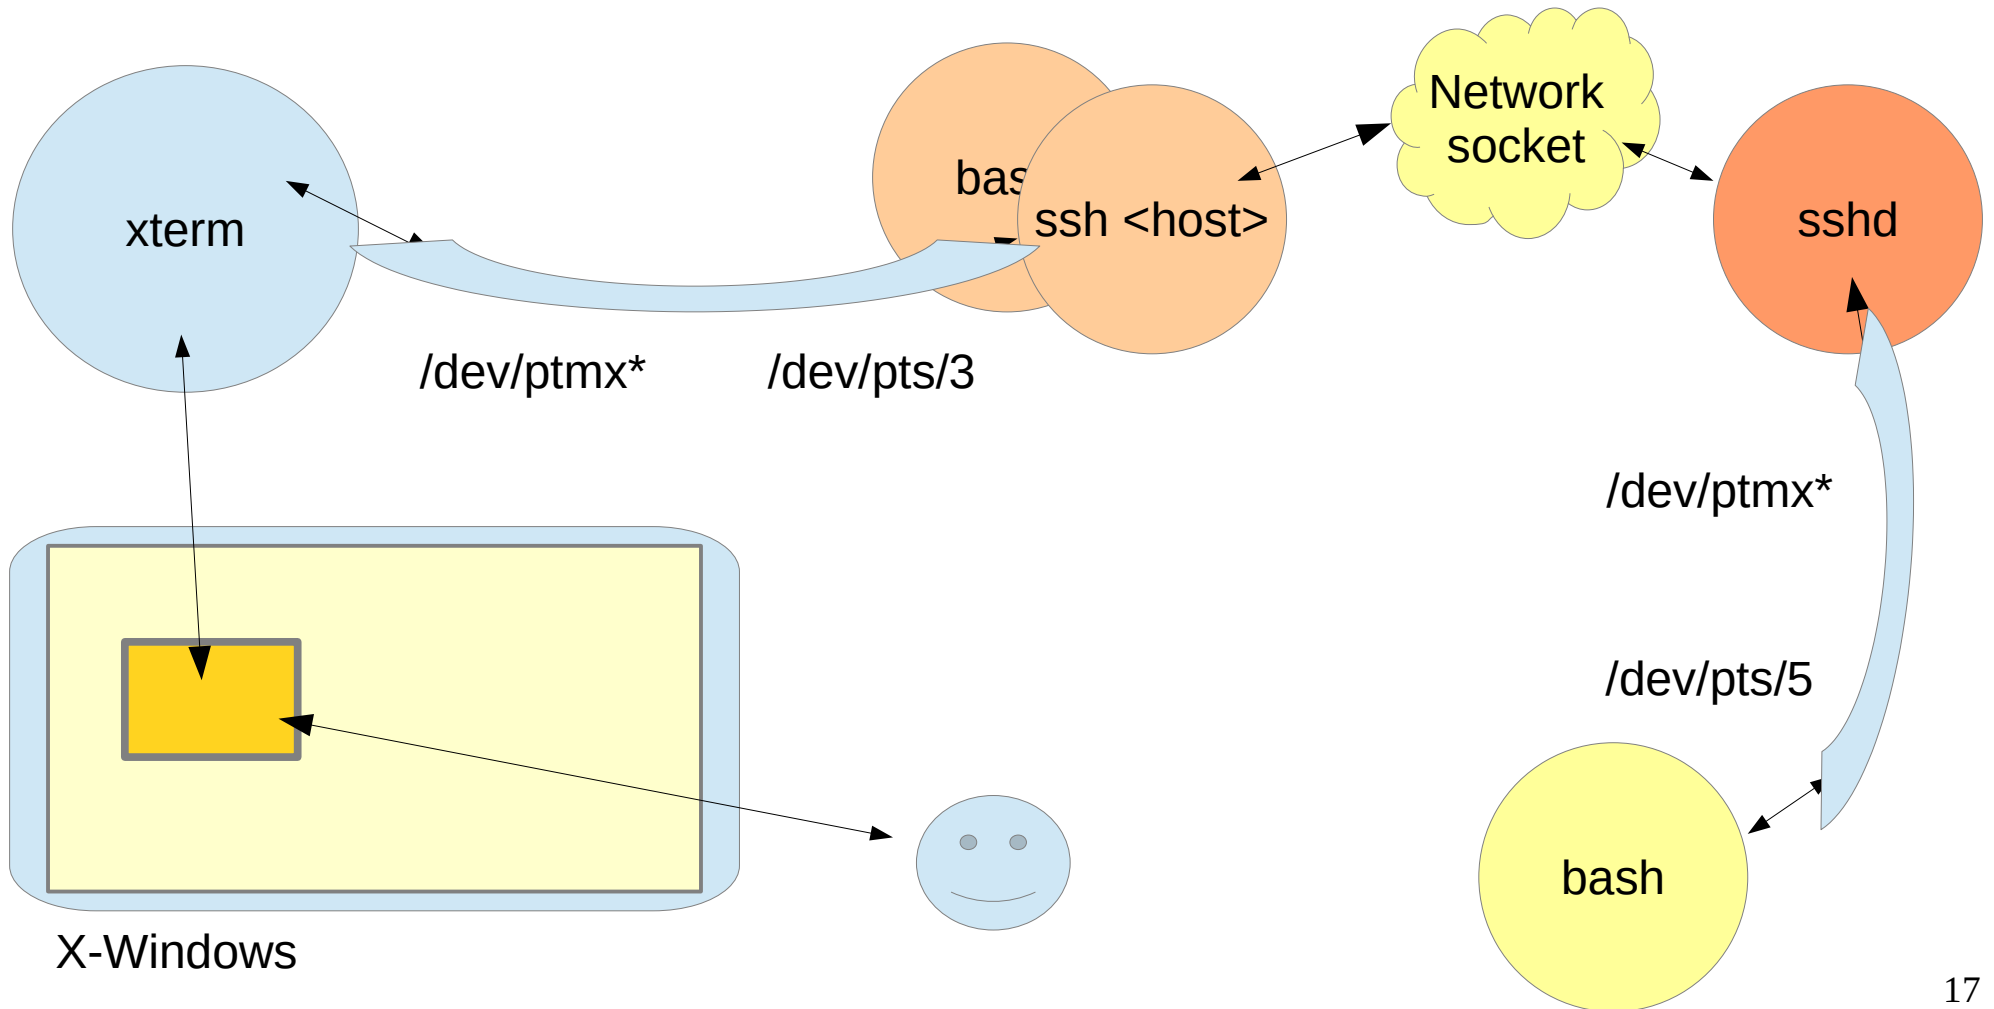 Network
socket
bas
ssh <host>
xterm
sshd
/dev/ptmx*
/dev/pts/3
/dev/ptmx*
/dev/pts/5
bash
X-Windows
17